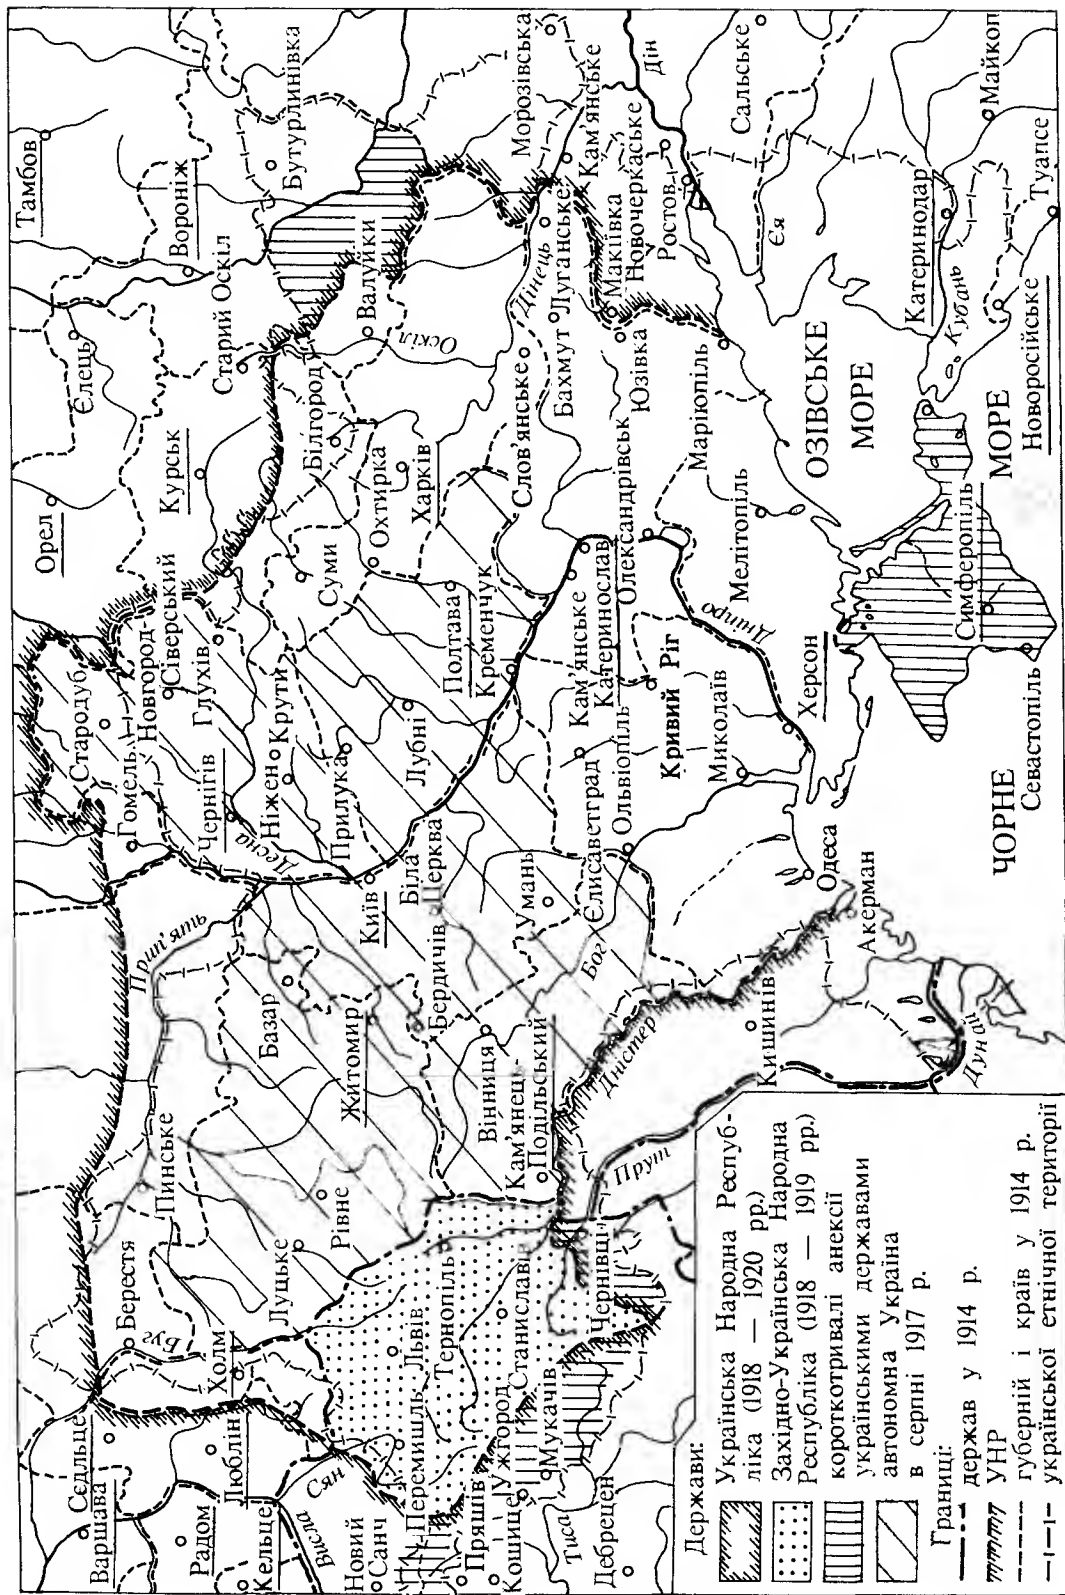 Тамбов
Орел
Єлець
Вороніж
Бутурлинівка
Курськ
Старий Оскіл
Валуйки
Морозівська
Стародуб
Новгород-
Сіверський
Гомель
Глухів
Суми
Білгород
Охтирка
Харків
Оскіл
Дінець
Кам'янське
Луганське
Дін
Чернігів
Десна
Ніжен
Крути
Прилука
Лубні
Полтава
Кременчук
Слов'янське
Бахмут
Макіївка
Новочеркаське
Юзівка
Ростов
Сальське
Прип'ять
Київ
Біла
Церква
Базар
Житомир
Бердичів
Умань
Єлисаветград
Кам'янське
Катеринослав
Олександрівськ
Маріюпіль
Єя
Пинське
Берестя
Буг
Рівне
Луцьке
Вінниця
Бог
Ольвіопіль
Кривий Ріг
Дніпро
Мелітопіль
ОЗІВСЬКЕ
МОРЕ
Катеринодар
Кубань
Майкоп
Туапсе
Сєдльце
Варшава
Холм
Люблін
Радом
Кельце
Сян
Висла
Львів
Тернопіль
Кам'янець-
Подільський
Дністер
Миколаїв
Херсон
Одеса
Новий
Санч
Перемишль
Пряшів
Кошице
Ужгород
Станиславів
Мукачів
Чернівці
Прут
Кишинів
Акерман
Симферопіль
Севастопіль
ЧОРНЕ
МОРЕ
Новоросійське
Тиса
Дебрецен
Дунай
Держави:
Українська Народна Респуб-
ліка (1918 — 1920 рр.)
Західно-Українська Народна
Республіка (1918 — 1919 рр.)
короткотривалі анексії
українськими державами
автономна Україна
в серпні 1917 р.
Границі:
держав у 1914 р.
УНР
губерній і країв у 1914 р.
української етнічної території